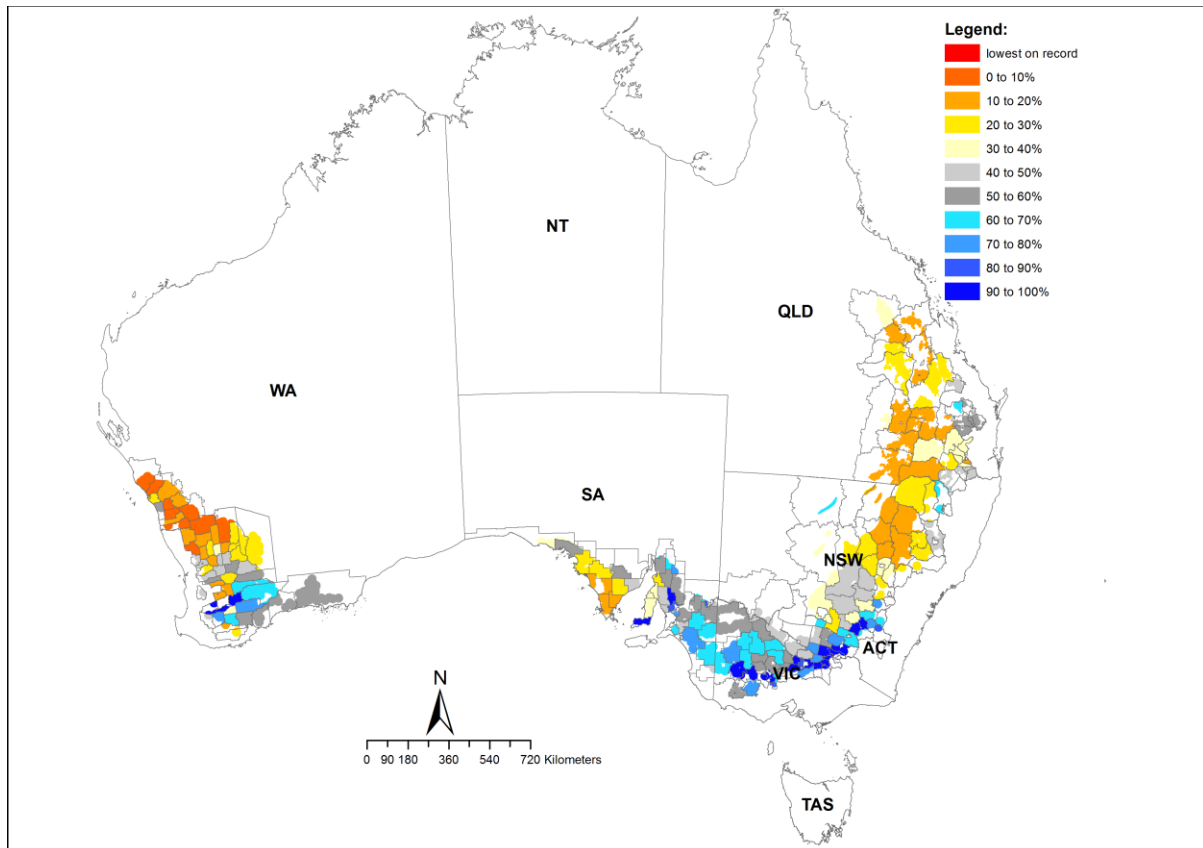 Legend:
lowest on record
0 to 10%
10 to 20%
20 to 30%
30 to 40%
40 to 50%
50 to 60%
60 to 70%
70 to 80%
80 to 90%
90 to 100%
NT
QLD
WA
SA
NSW
ACT
VIC
N
0 90 180 360 540 720 Kilometers
TAS